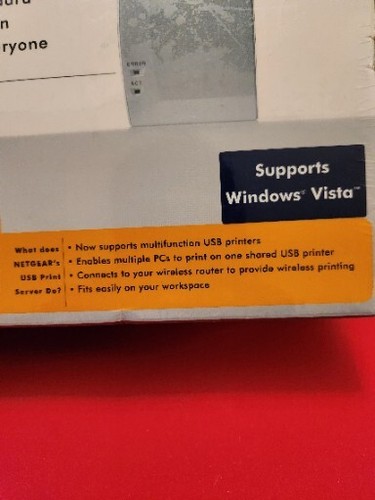 n
eryone
Supports
Windows® Vista™
What does
NETGEAR's
USB Print
Server Do?
• Now supports multifunction USB printers
• Enables multiple PCs to print on one shared USB printer
• Connects to your wireless router to provide wireless printing
• Fits easily on your workspace